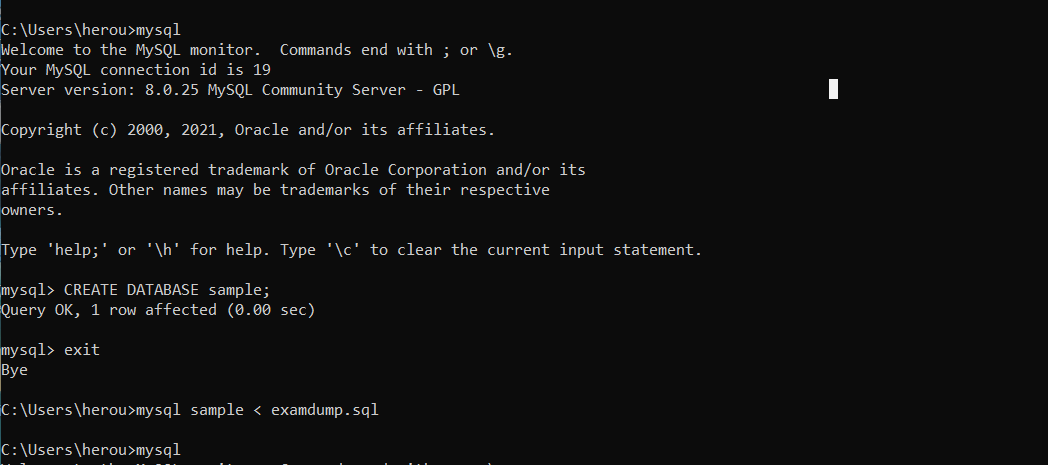 C:\Users\herou>mysql
Welcome to the MySQL monitor.  Commands end with ; or \g.
Your MySQL connection id is 19
Server version: 8.0.25 MySQL Community Server - GPL
Copyright (c) 2000, 2021, Oracle and/or its affiliates.
Oracle is a registered trademark of Oracle Corporation and/or its
affiliates. Other names may be trademarks of their respective
owners.
Type 'help;' or '\h' for help. Type '\c' to clear the current input statement.
mysql> CREATE DATABASE sample;
Query OK, 1 row affected (0.00 sec)
mysql> exit
Bye
C:\Users\herou>mysql sample < examdump.sql
C:\Users\herou>mysql